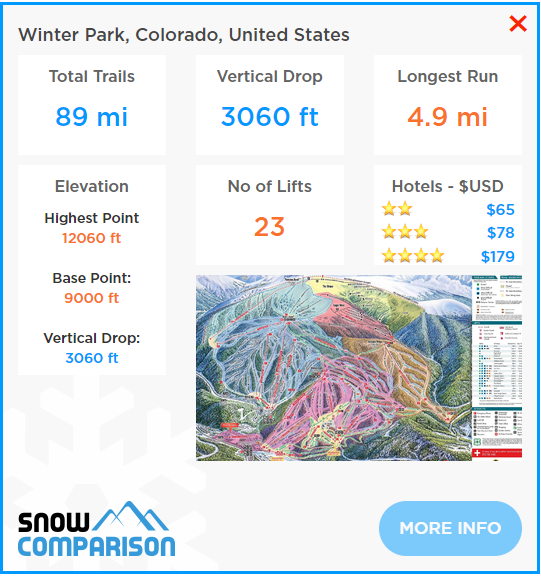 Winter Park, Colorado, United States
Total Trails
89 mi
Vertical Drop
3060 ft
Longest Run
4.9 mi
Elevation
Highest Point
12060 ft
Base Point:
9000 ft
Vertical Drop:
3060 ft
No of Lifts
23
Hotels - $USD
$65
$78
$179
SNOW
COMPARISON
MORE INFO